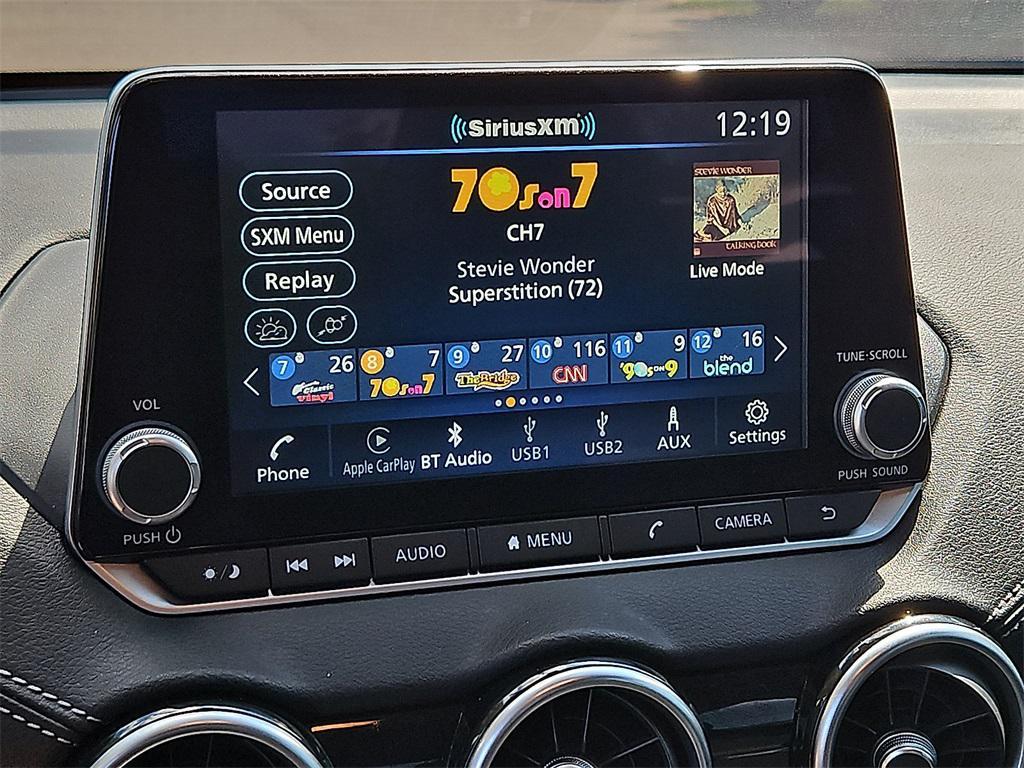 SiriusXM
12:19
Source
SXM Menu
Replay
70s on 7
CH7
Stevie Wonder
Superstition (72)
STEVIE WONDER
TALKING BOOK
Live Mode
7 26
Classic
Vinyl
8 7
70s on 7
9 27
The Bridge
10 116
CNN
11 9
'90s ON 9
12 16
the
blend
Phone
Apple CarPlay
BT Audio
USB1
USB2
AUX
Settings
VOL
PUSH
TUNE·SCROLL
PUSH SOUND
AUDIO
MENU
CAMERA